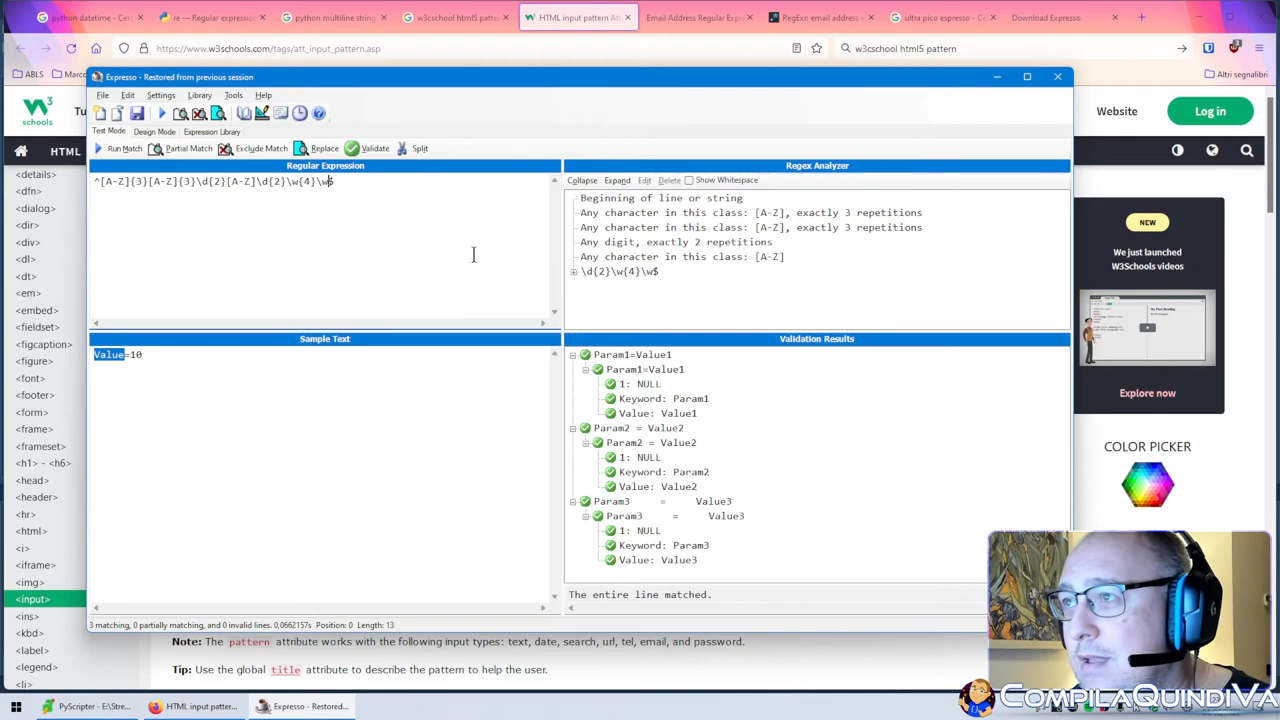 python datetime - Cer
re — Regular expression
python multiline string
w3cschool html5 pattern
HTML input pattern Att
Email Address Regular Expre
RegExr: email address v
ultra pico espresso - Ce
Download Expresso
https://www.w3schools.com/tags/att_input_pattern.asp
w3cschool html5 pattern
ABLS
Marco
Altri segnalibri
Expresso - Restored from previous session
File Edit Settings Library Tools Help
Test Mode Design Mode Expression Library
Run Match Partial Match Exclude Match Replace Validate Split
Regular Expression
^[A-Z]{3}[A-Z]{3}\d{2}[A-Z]\d{2}\w{4}\w$
Regex Analyzer
Collapse Expand Edit Delete Show Whitespace
Beginning of line or string
Any character in this class: [A-Z], exactly 3 repetitions
Any character in this class: [A-Z], exactly 3 repetitions
Any digit, exactly 2 repetitions
Any character in this class: [A-Z]
\d{2}\w{4}\w$
Sample Text
Value=10
Validation Results
Param1=Value1
Param1=Value1
1: NULL
Keyword: Param1
Value: Value1
Param2 = Value2
Param2 = Value2
1: NULL
Keyword: Param2
Value: Value2
Param3 = Value3
Param3 = Value3
1: NULL
Keyword: Param3
Value: Value3
The entire line matched.
3 matching, 0 partially matching, and 0 invalid lines. 0,0662157s Position: 0 Length: 13
W3
schools
Tu
Website
Log in
HTML
<details>
<dfn>
<dialog>
<dir>
<div>
<dl>
<dt>
<em>
<embed>
<fieldset>
<figcaption>
<figure>
<font>
<footer>
<form>
<frame>
<frameset>
<h1> - <h6>
<head>
<header>
<hr>
<html>
<i>
<iframe>
<img>
<input>
<ins>
<kbd>
<label>
<legend>
<li>
NEW
We just launched
W3Schools videos
Explore now
COLOR PICKER
Note: The pattern attribute works with the following input types: text, date, search, url, tel, email, and password.
Tip: Use the global title attribute to describe the pattern to help the user.
PyScripter - E:\Stre...
HTML input pattern...
Expresso - Restored...
CompilaQuindiVa